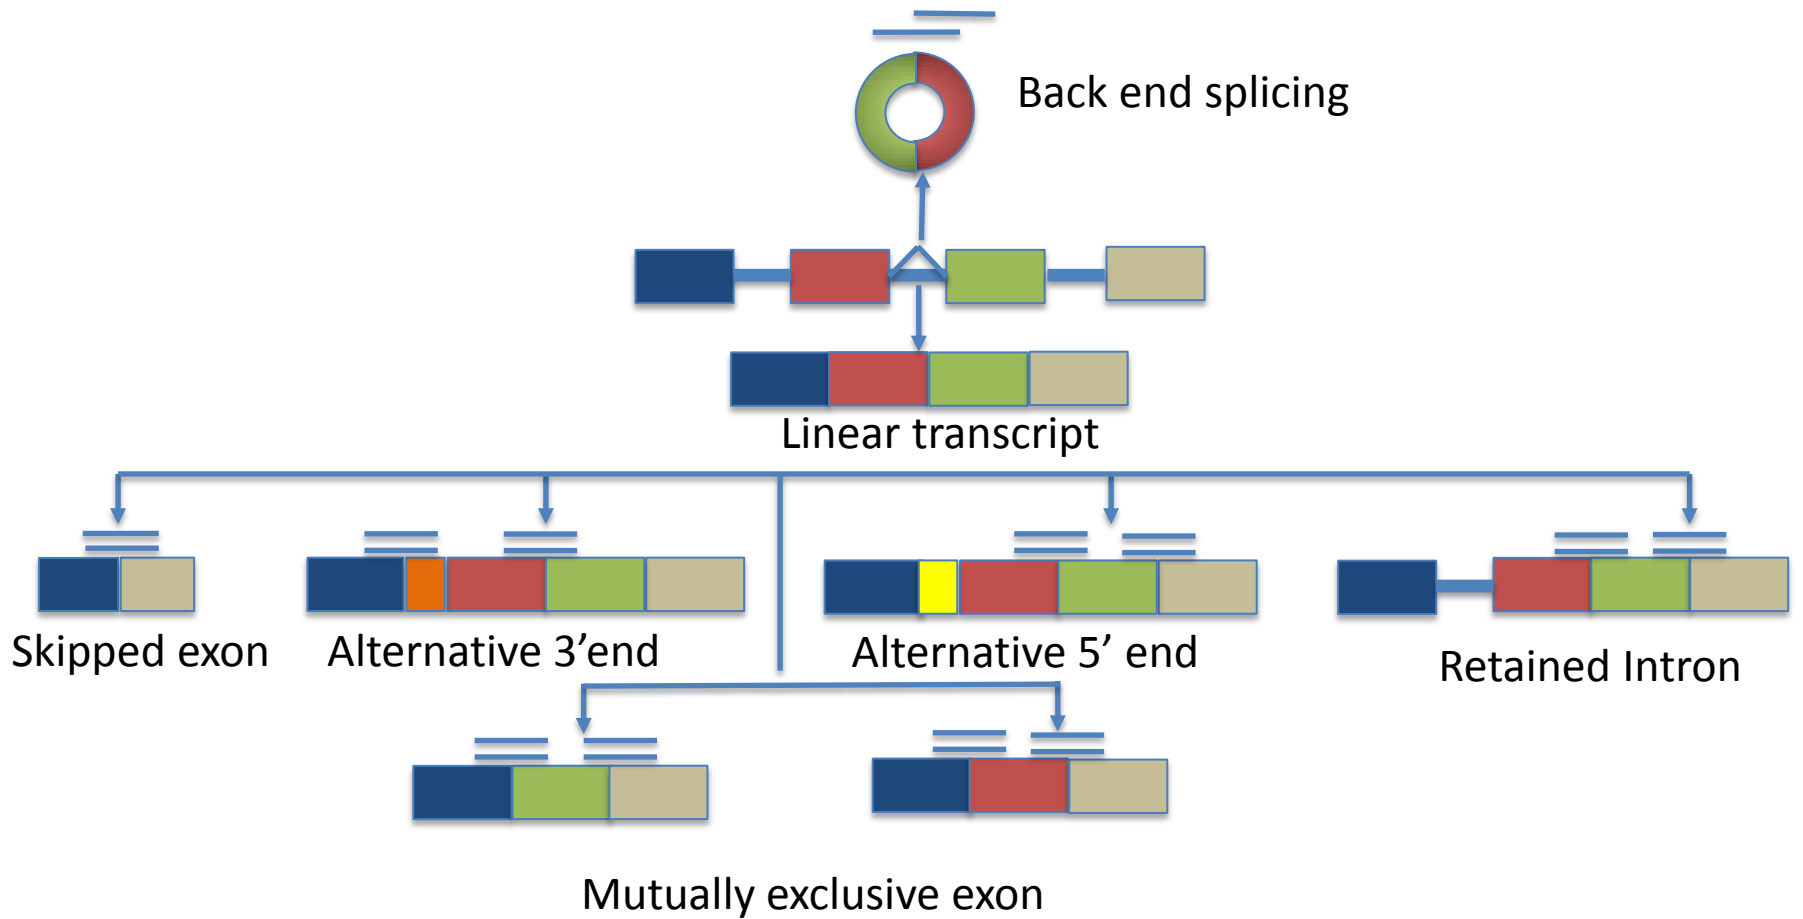 Back end splicing
Linear transcript
Skipped exon
Alternative 3’end
Alternative 5’ end
Retained Intron
Mutually exclusive exon